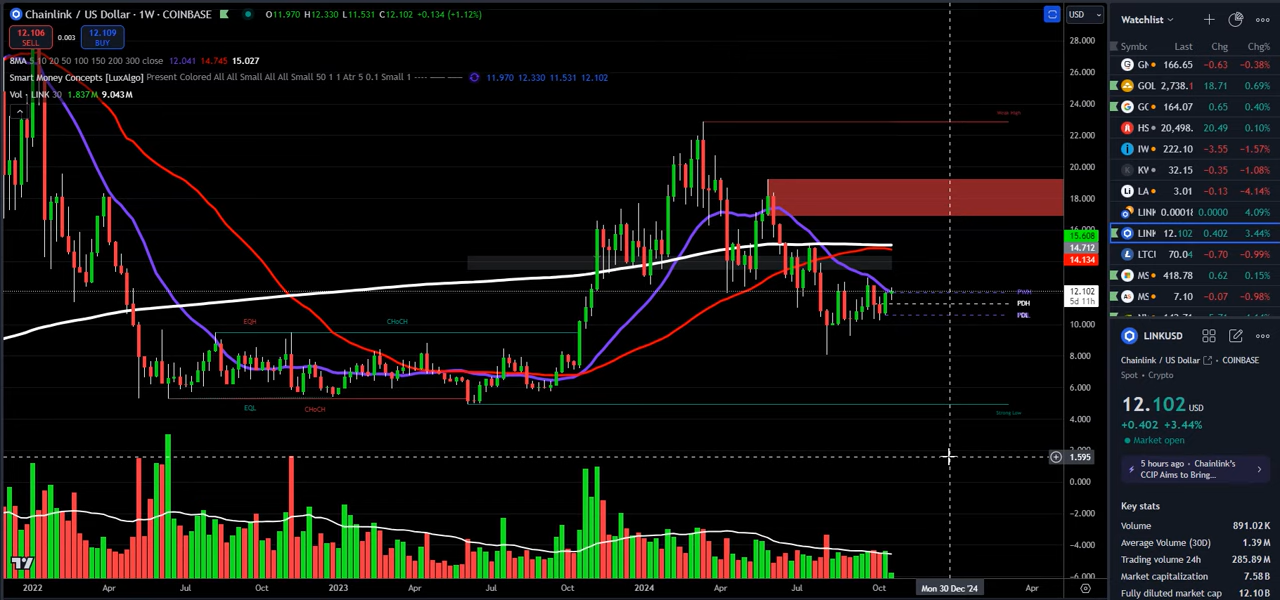 Chainlink / US Dollar · 1W · COINBASE O11.970 H12.330 L11.531 C12.102 +0.134 (+1.12%)
12.106 SELL 0.003 12.109 BUY
8MA 5 10 20 50 100 150 200 300 close 12.041 14.745 15.027
Smart Money Concepts [LuxAlgo] Present Colored All All Small All All Small 50 1 1 Atr 5 0.1 Small 1 11.970 12.330 11.531 12.102
Vol · LINK 30 1.837M 9.043M
USD
28.000
26.000
24.000
22.000
20.000
18.000
16.000
15.608
14.712
14.134
12.102
5d 11h
10.000
8.000
6.000
4.000
1.595
0.000
-2.000
-4.000
-6.000
PWH
PDH
PDL
EQH
CHoCH
EQL
CHoCH
Strong Low
2022 Apr Jul Oct 2023 Apr Jul Oct 2024 Apr Jul Oct Mon 30 Dec '24 Apr
Watchlist
Symbc Last Chg Chg%
166.65 -0.63 -0.38%
GOL 2,738.1 18.71 0.69%
164.07 0.65 0.40%
HS 20,498. 20.49 0.10%
IW 222.10 -3.55 -1.57%
KV 32.15 -0.35 -1.08%
LA 3.01 -0.13 -4.14%
0.0000 4.09%
LINK 12.102 0.402 3.44%
LTCI 70.04 -0.70 -0.99%
MS 418.78 0.62 0.15%
MS 7.10 -0.07 -0.98%
LINKUSD
Chainlink / US Dollar · COINBASE
Spot · Crypto
12.102 USD
+0.402 +3.44%
Market open
5 hours ago · Chainlink's
CCIP Aims to Bring...
Key stats
Volume 891.02K
Average Volume (30D) 1.39M
Trading volume 24h 285.89M
Market capitalization 7.58B
Fully diluted market cap 12.10B